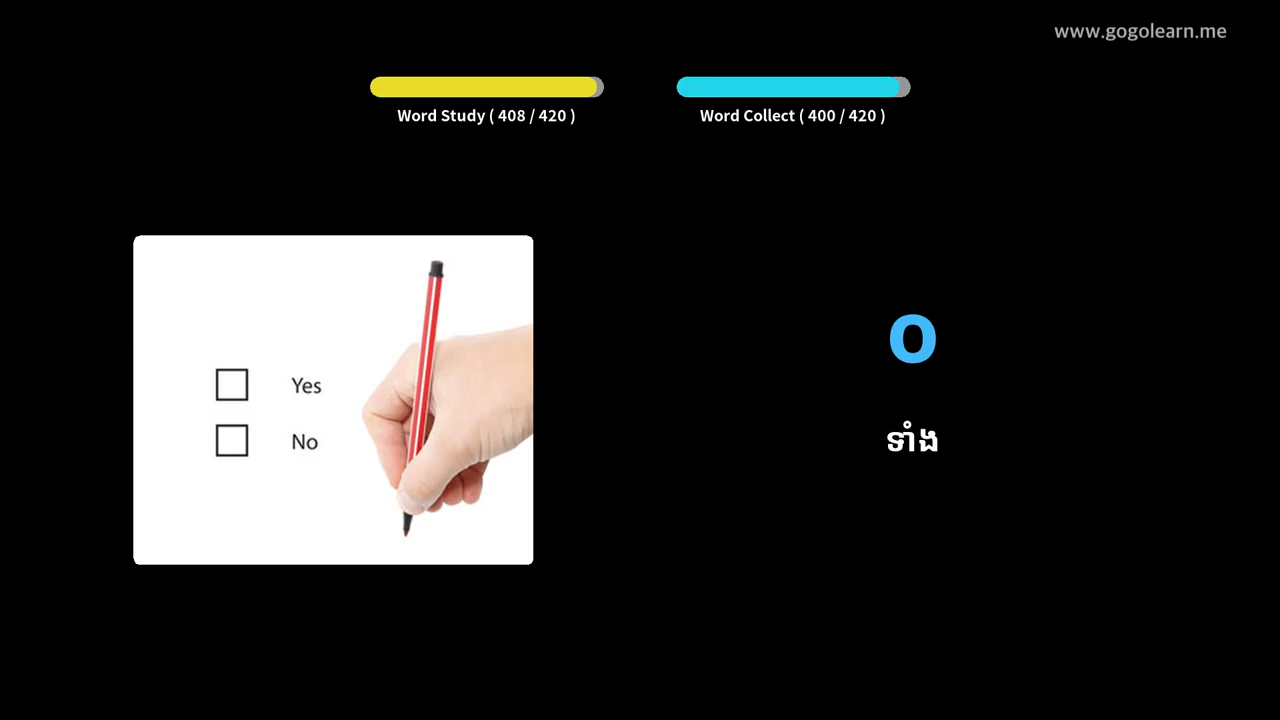 www.gogolearn.me
Word Study ( 408 / 420 )
Word Collect ( 400 / 420 )
Yes
No
o
ទាំង